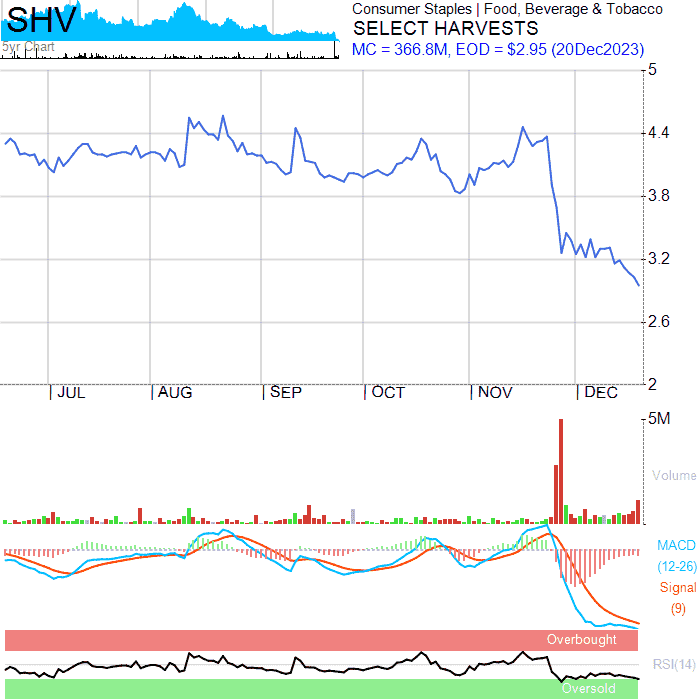 SHV
5yr Chart
Consumer Staples | Food, Beverage & Tobacco
SELECT HARVESTS
MC = 366.8M, EOD = $2.95 (20Dec2023)
5
4.4
3.8
3.2
2.6
2
JUL AUG SEP OCT NOV DEC
5M
Volume
MACD
(12-26)
Signal
(9)
Overbought
RSI(14)
Oversold